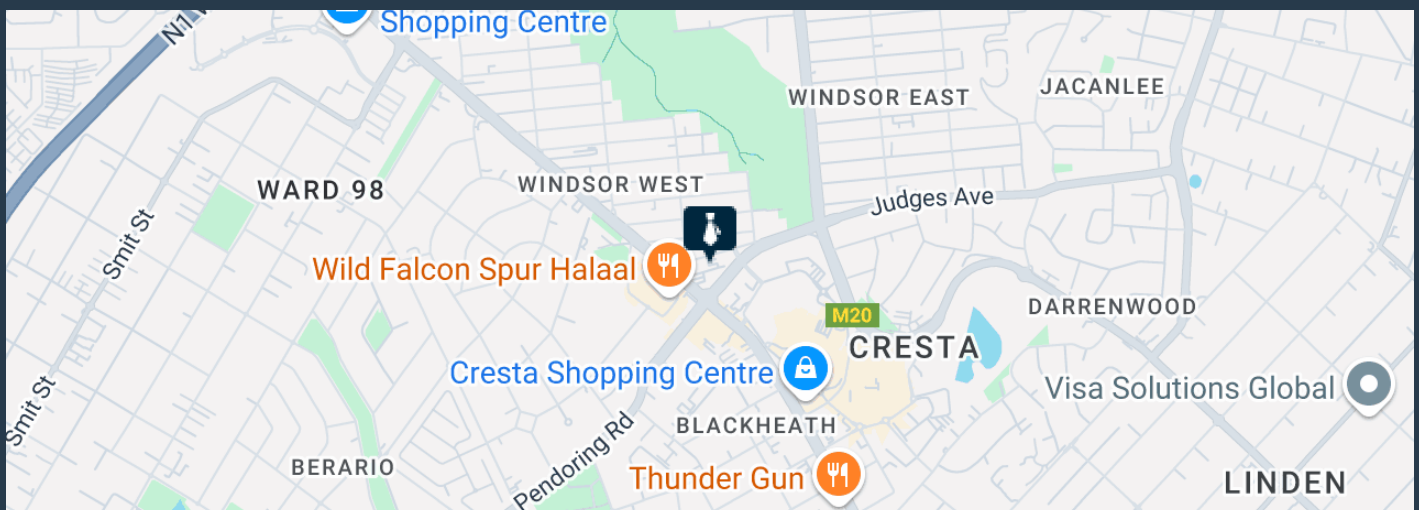 Shopping Centre
WINDSOR EAST
JACANLEE
WARD 98
WINDSOR WEST
Judges Ave
Smit St
Wild Falcon Spur Halaal
DARRENWOOD
M20
CRESTA
Cresta Shopping Centre
Visa Solutions Global
Smit St
BLACKHEATH
BERARIO
Pendoring Rd
Thunder Gun
LINDEN